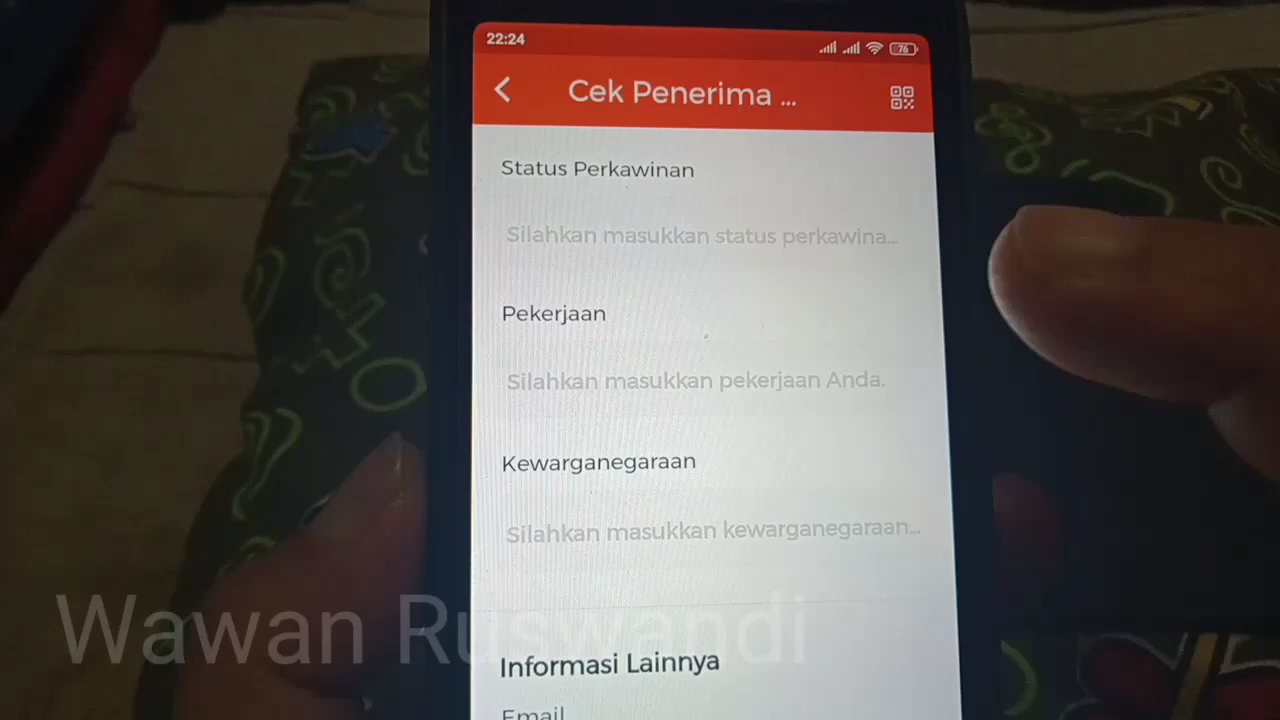 22:24
76
Cek Penerima ...
Status Perkawinan
Silahkan masukkan status perkawina...
Pekerjaan
Silahkan masukkan pekerjaan Anda.
Kewarganegaraan
Silahkan masukkan kewarganegaraan...
Wawan Ruswandi
Informasi Lainnya
Email